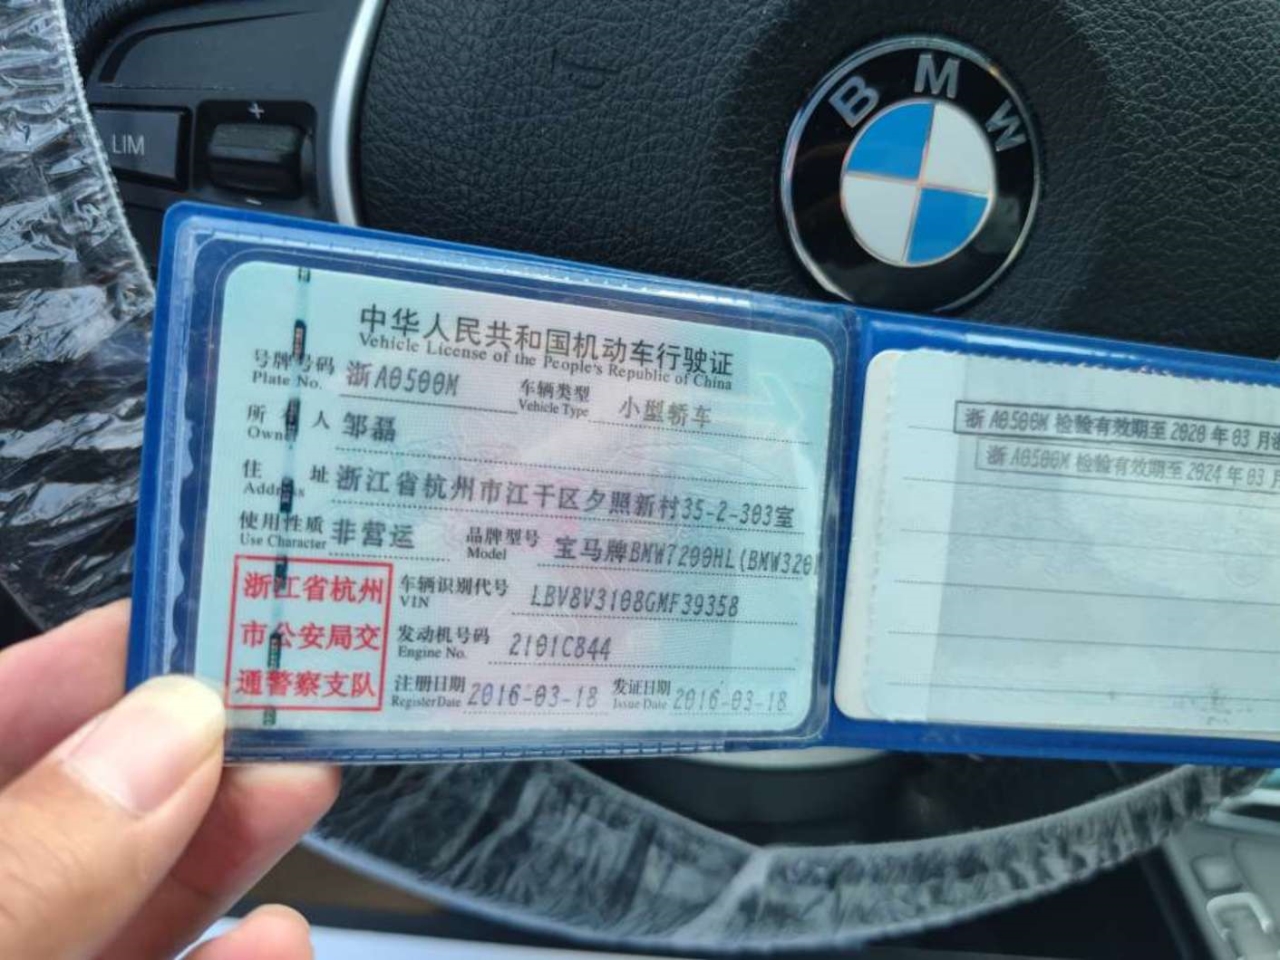 BMW
LIM
+
−
中华人民共和国机动车行驶证
Vehicle License of the People's Republic of China
号牌号码 浙A0500M 车辆类型 小型轿车
Plate No. Vehicle Type
所有人 邹磊
Owner
住址 浙江省杭州市江干区夕照新村35-2-303室
Address
使用性质 非营运 品牌型号 宝马牌BMW7200HL(BMW320
Use Character Model
浙江省杭州
市公安局交
通警察支队
车辆识别代号 LBV8V3108GMF39358
VIN
发动机号码 2101C844
Engine No.
注册日期 2016-03-18 发证日期 2016-03-18
Register Date Issue Date
浙A0500M 检验有效期至2020年03月
浙A0500M 检验有效期至2024年03月